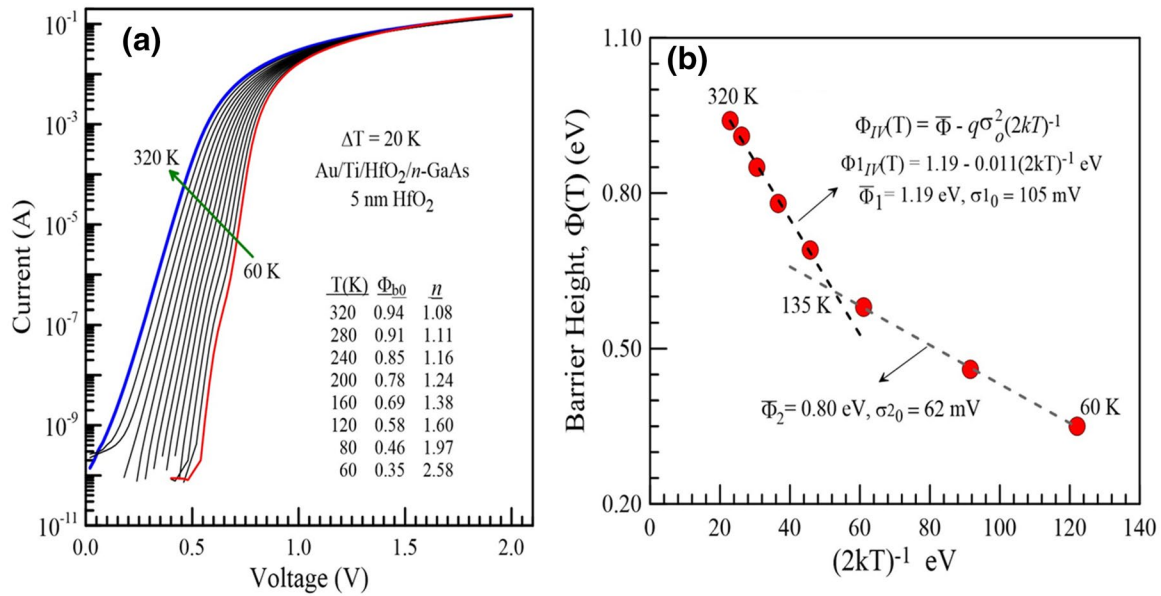 (a)
10⁻¹
10⁻³
10⁻⁵
10⁻⁷
10⁻⁹
10⁻¹¹
Current (A)
ΔT = 20 K
Au/Ti/HfO₂/n-GaAs
5 nm HfO₂
320 K
60 K
T(K) Φb0 n
320 0.94 1.08
280 0.91 1.11
240 0.85 1.16
200 0.78 1.24
160 0.69 1.38
120 0.58 1.60
80 0.46 1.97
60 0.35 2.58
0.0 0.5 1.0 1.5 2.0
Voltage (V)
(b)
1.10
0.80
0.50
0.20
Barrier Height, Φ(T) (eV)
320 K
Φ_IV(T) = Φ̅ - qσ²ₒ(2kT)⁻¹
Φ1_IV(T) = 1.19 - 0.011(2kT)⁻¹ eV
Φ̅₁ = 1.19 eV, σ1₀ = 105 mV
135 K
Φ̅₂= 0.80 eV, σ2₀ = 62 mV
60 K
0 20 40 60 80 100 120 140
(2kT)⁻¹ eV